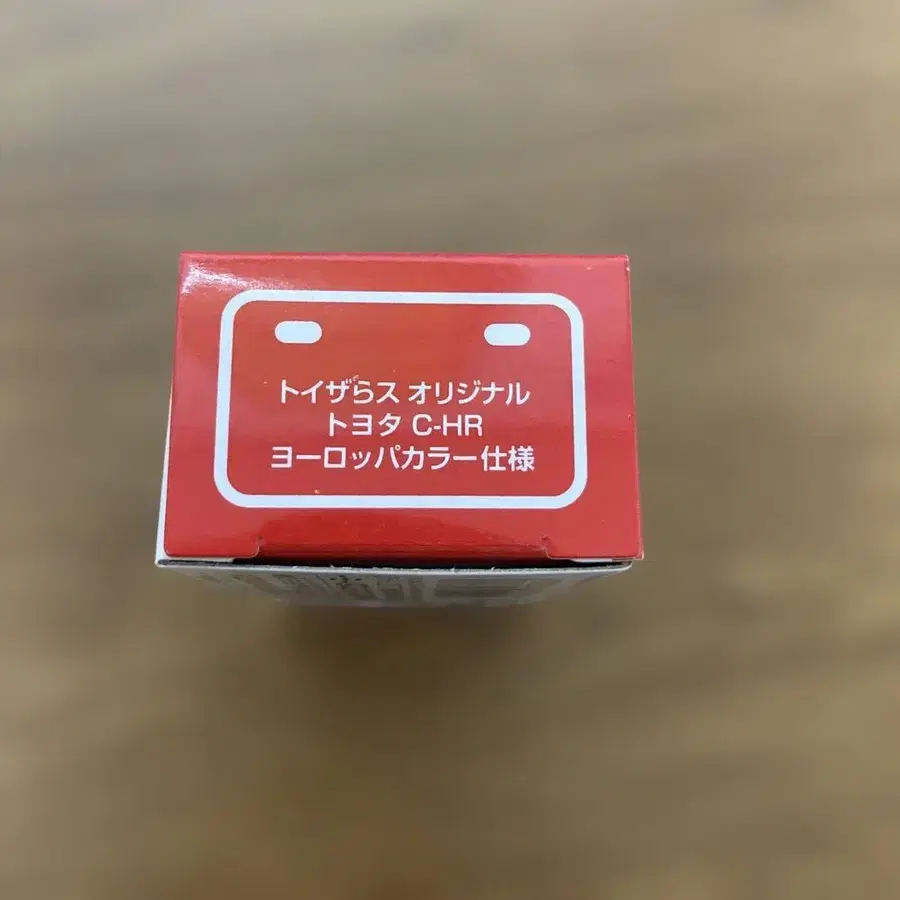 トイザらス オリジナル
トヨタ C-HR
ヨーロッパカラー仕様